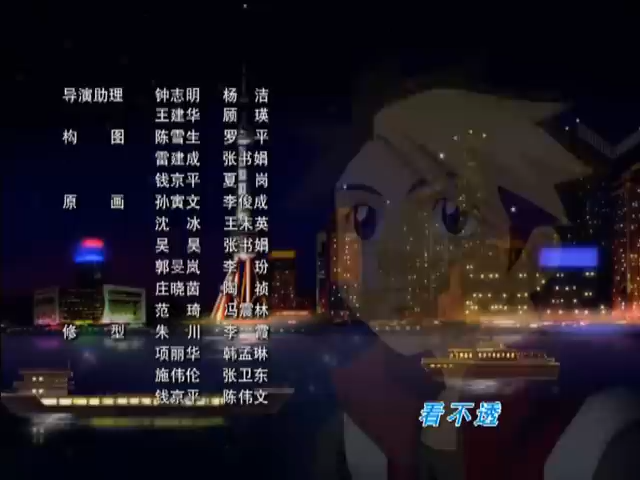 导演助理 钟志明 杨洁
王建华 顾瑛
构图 陈雪生 罗平
雷建成 张书娟
钱京平 夏岗
原画 孙寅文 李俊成
沈冰 王未英
吴昊 张书娟
郭旻岚 李玢
庄晓茵 陶祯
范琦 冯震林
修型 朱川 李霞
项丽华 韩孟琳
施伟伦 张卫东
钱京平 陈伟文
看不透